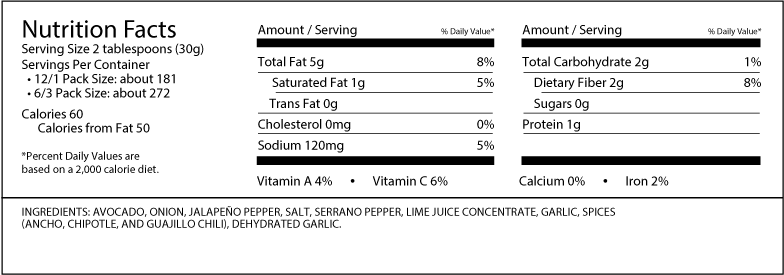 Nutrition Facts
Serving Size 2 tablespoons (30g)
Servings Per Container
• 12/1 Pack Size: about 181
• 6/3 Pack Size: about 272
Calories 60
Calories from Fat 50
*Percent Daily Values are
based on a 2,000 calorie diet.
Amount / Serving % Daily Value*
Total Fat 5g 8%
Saturated Fat 1g 5%
Trans Fat 0g
Cholesterol 0mg 0%
Sodium 120mg 5%
Amount / Serving % Daily Value*
Total Carbohydrate 2g 1%
Dietary Fiber 2g 8%
Sugars 0g
Protein 1g
Vitamin A 4% • Vitamin C 6% Calcium 0% • Iron 2%
INGREDIENTS: AVOCADO, ONION, JALAPEÑO PEPPER, SALT, SERRANO PEPPER, LIME JUICE CONCENTRATE, GARLIC, SPICES
(ANCHO, CHIPOTLE, AND GUAJILLO CHILI), DEHYDRATED GARLIC.